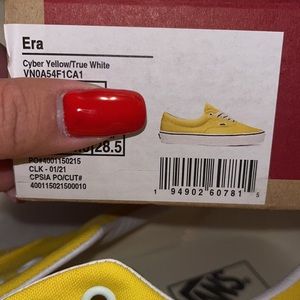 Era
Cyber Yellow/True White
VN0A54F1CA1
28.5
PO#4001150215
CLK - 01/21
CPSIA PO/CUT#
400115021500010
1 94902 60781 5
VANS